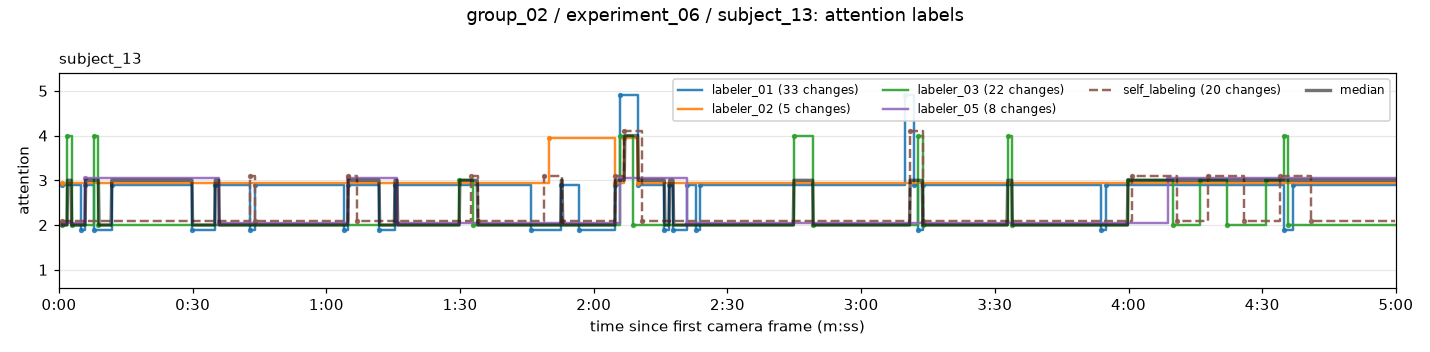 group_02 / experiment_06 / subject_13: attention labels
subject_13
labeler_01 (33 changes)
labeler_02 (5 changes)
labeler_03 (22 changes)
labeler_05 (8 changes)
self_labeling (20 changes)
median
attention
5
4
3
2
1
0:00 0:30 1:00 1:30 2:00 2:30 3:00 3:30 4:00 4:30 5:00
time since first camera frame (m:ss)